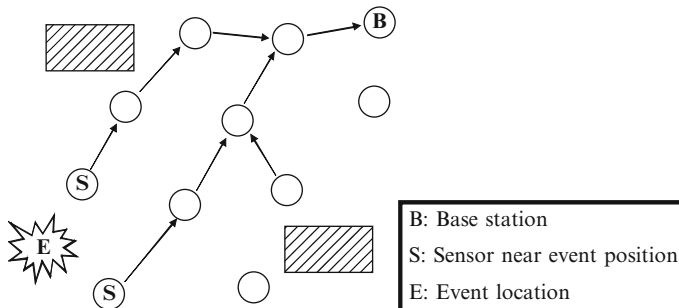 B
S
E
S
B: Base station
S: Sensor near event position
E: Event location